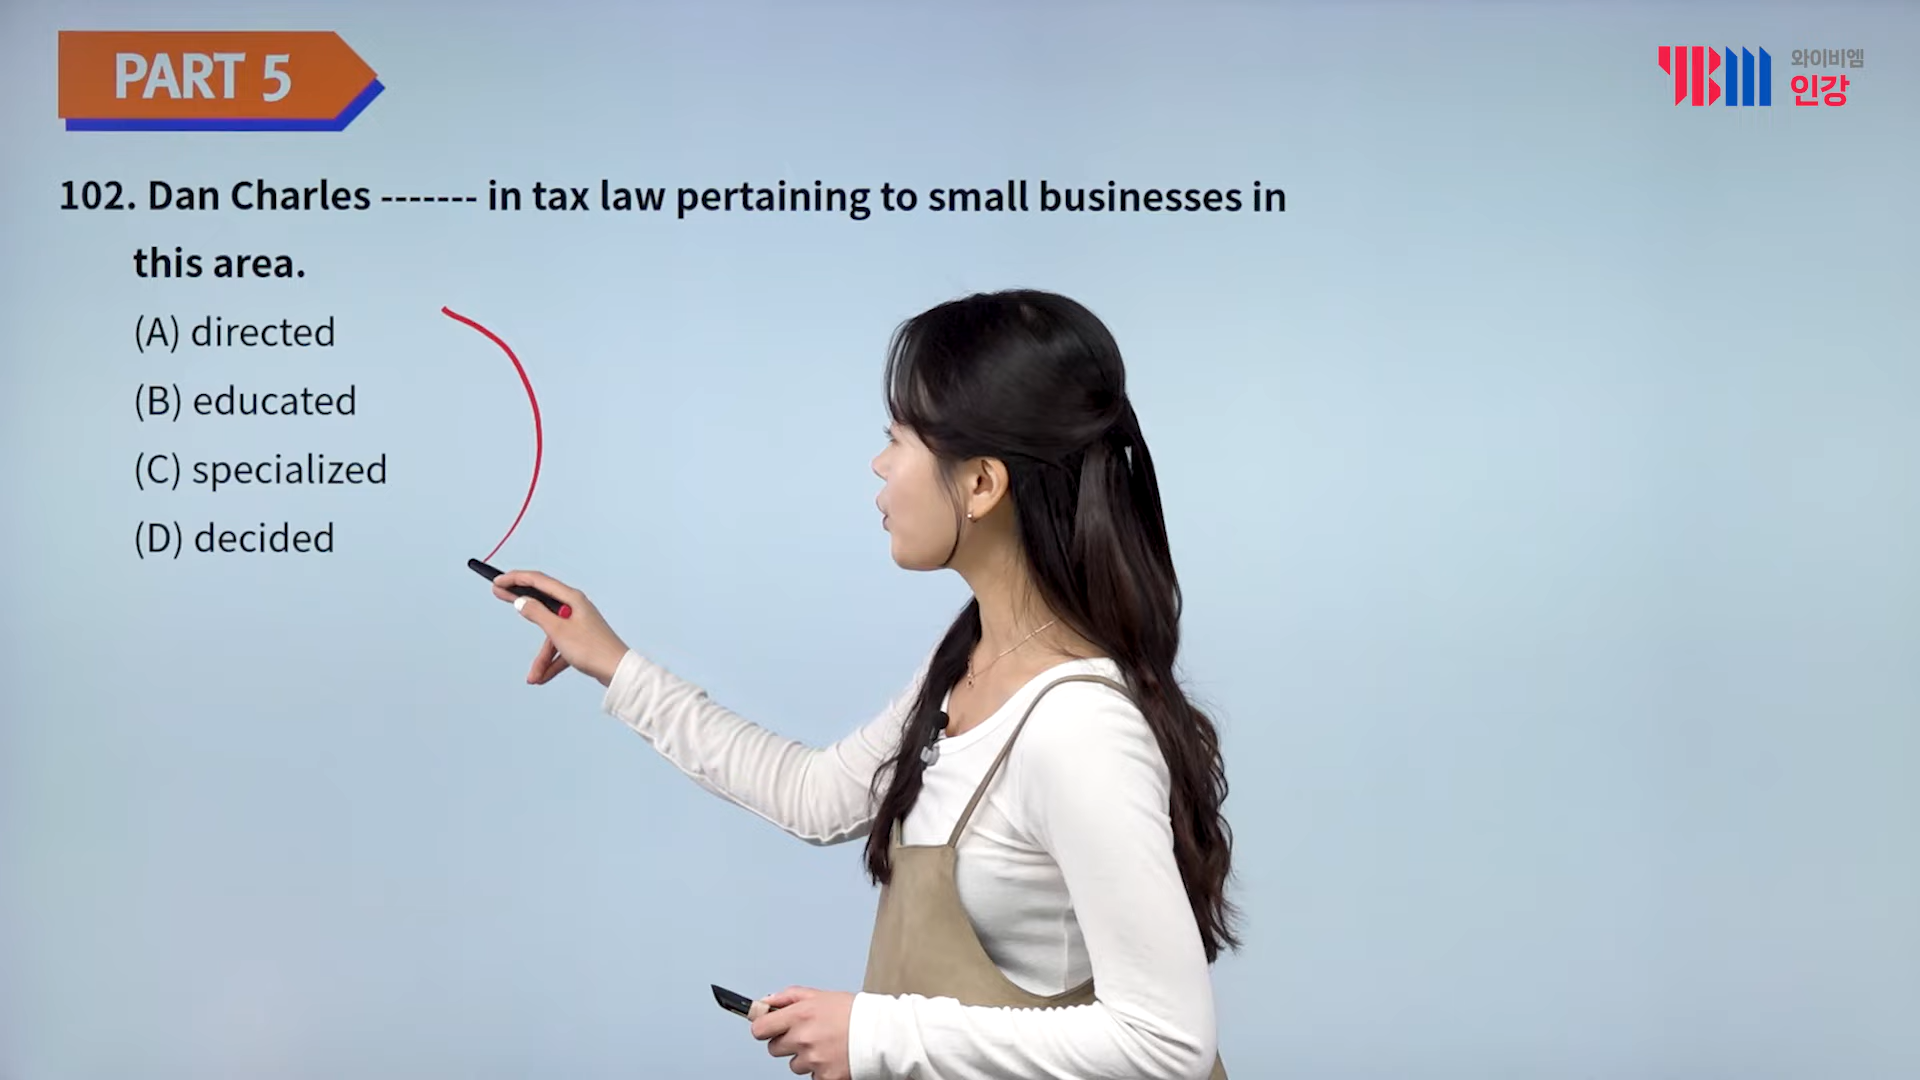 PART 5
YBM 와이비엠
인강
102. Dan Charles ------- in tax law pertaining to small businesses in
this area.
(A) directed
(B) educated
(C) specialized
(D) decided